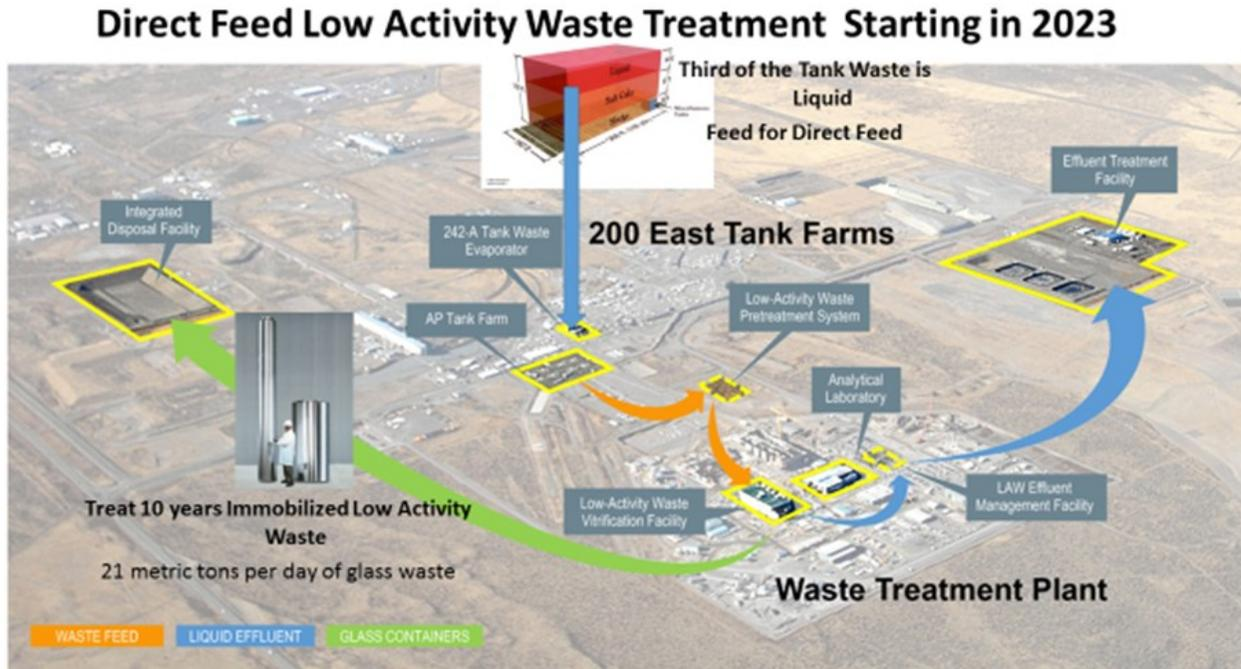 Direct Feed Low Activity Waste Treatment Starting in 2023
Liquid
Salt Cake
Sludge
Third of the Tank Waste is
Liquid
Feed for Direct Feed
Effluent Treatment
Facility
Integrated
Disposal Facility
242-A Tank Waste
Evaporator
200 East Tank Farms
AP Tank Farm
Low-Activity Waste
Pretreatment System
Analytical
Laboratory
Low-Activity Waste
Vitrification Facility
LAW Effluent
Management Facility
Treat 10 years Immobilized Low Activity
Waste
21 metric tons per day of glass waste
Waste Treatment Plant
WASTE FEED
LIQUID EFFLUENT
GLASS CONTAINERS